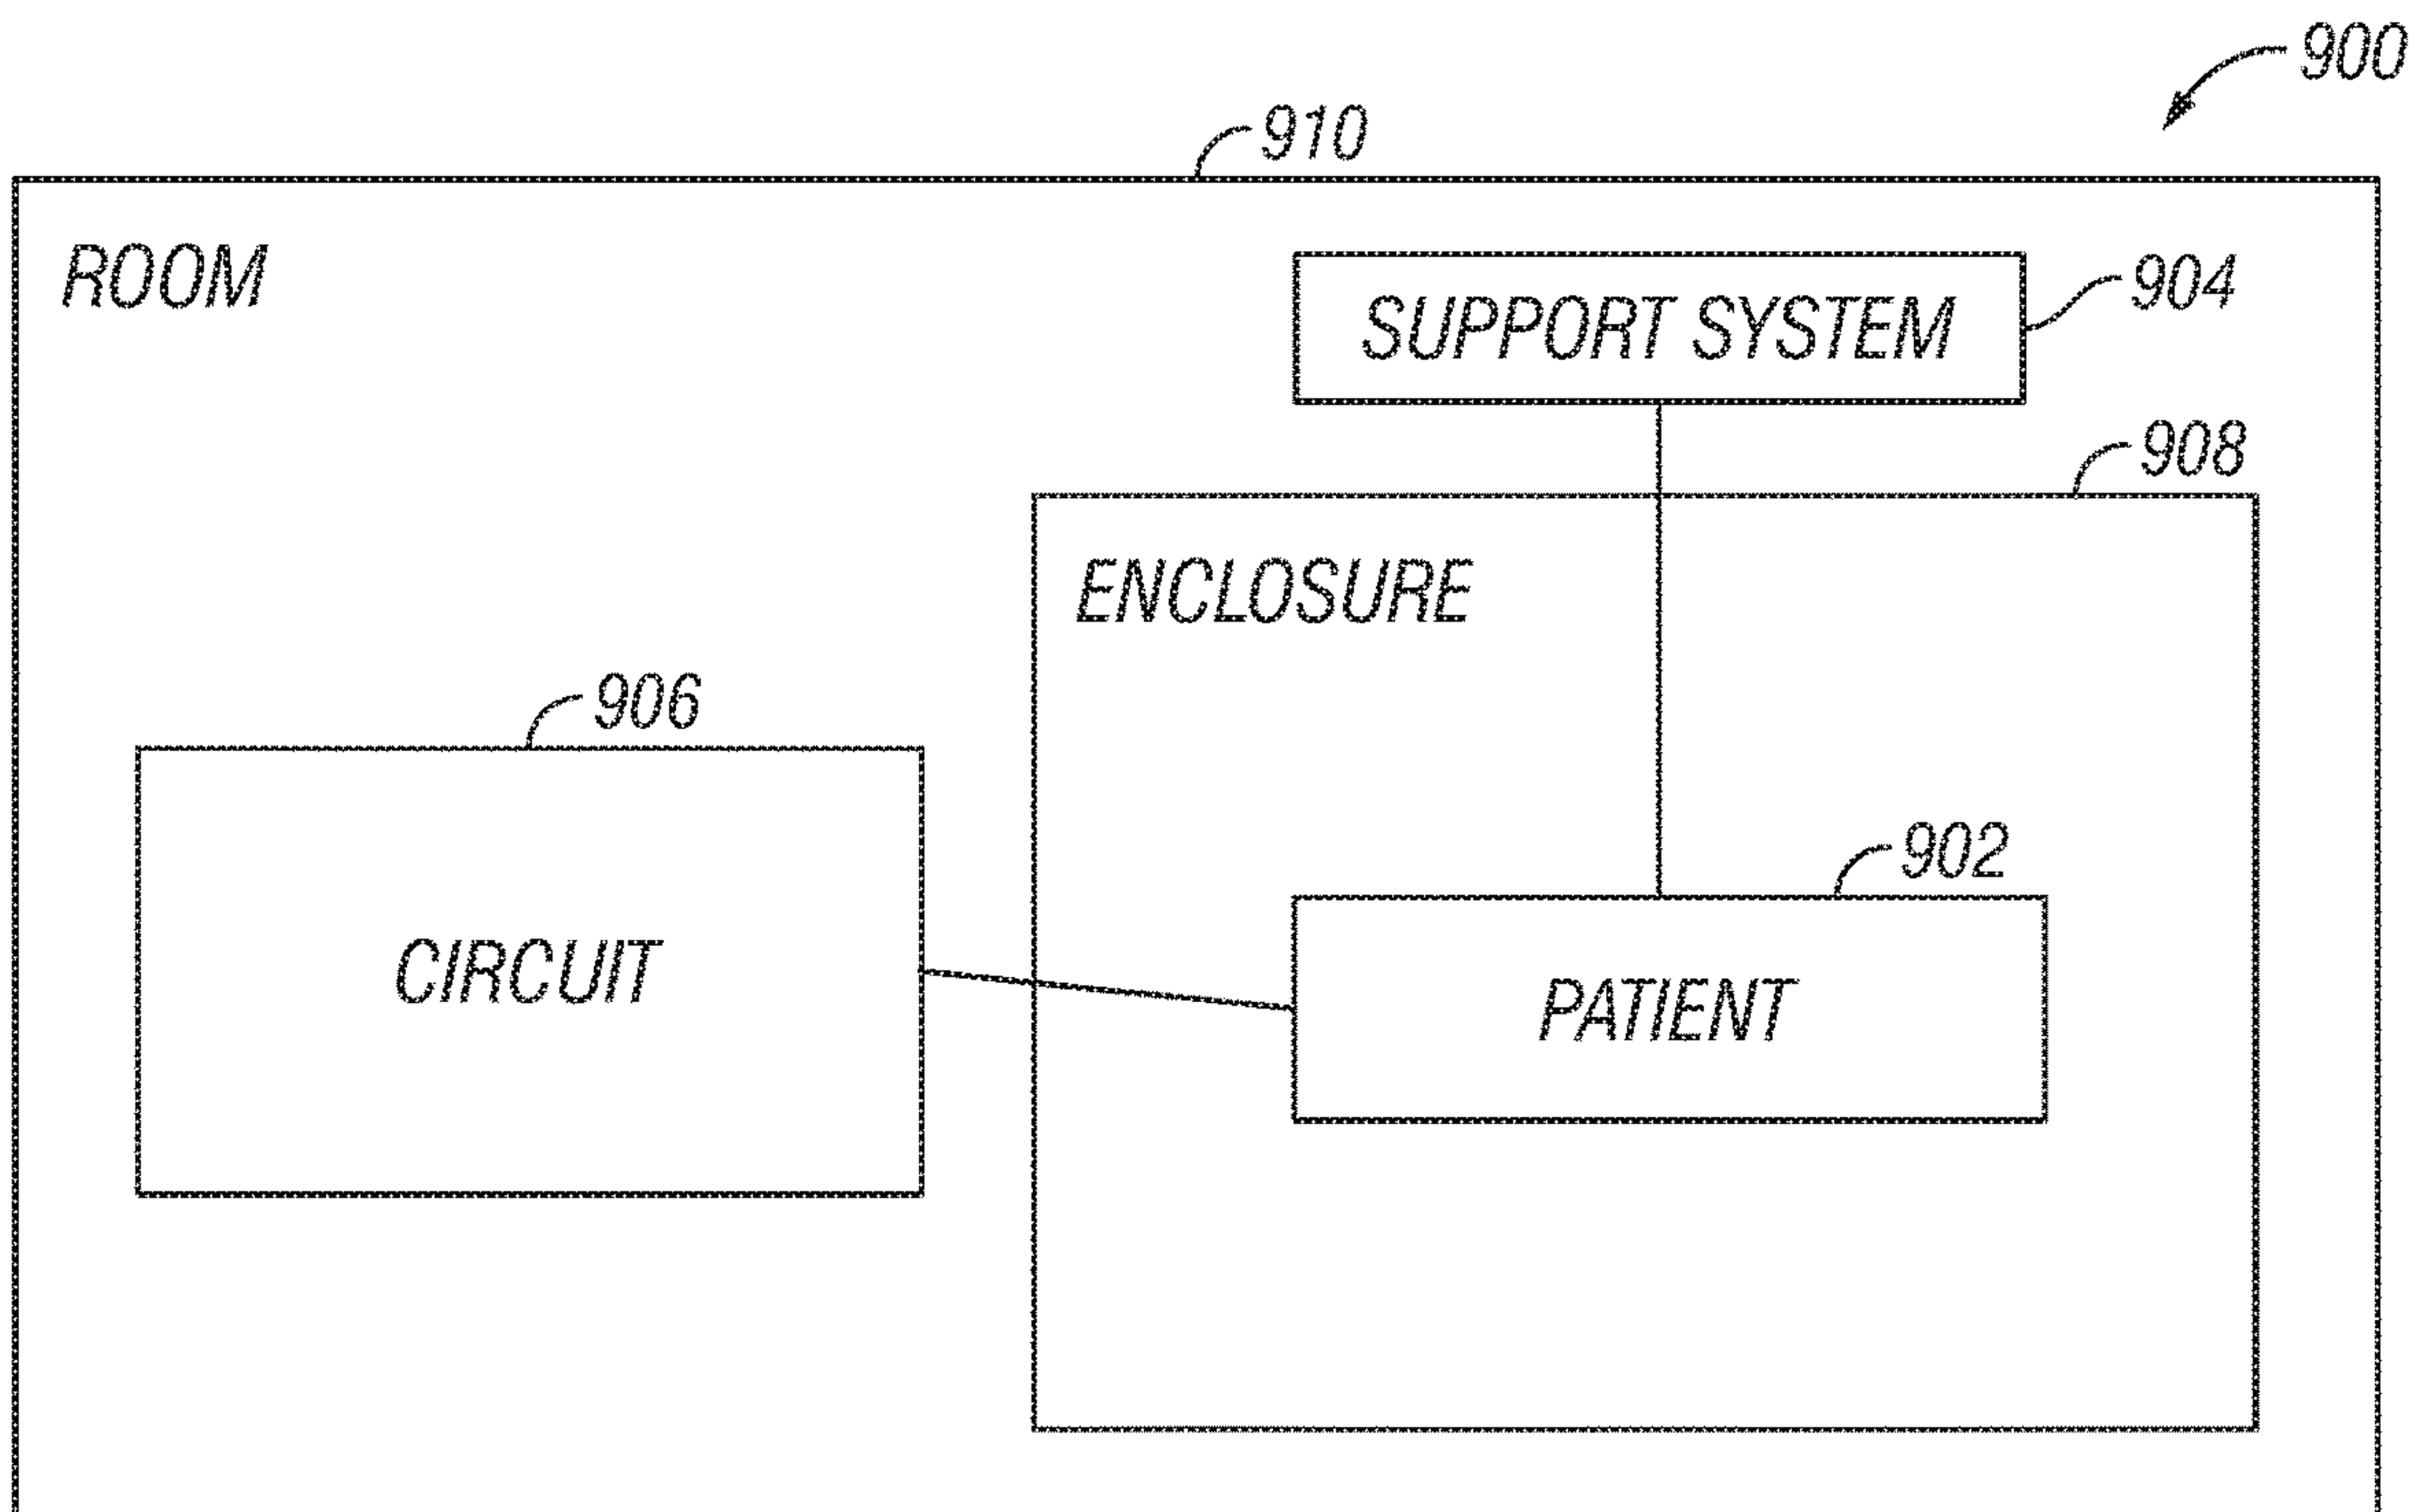 900
910
ROOM
SUPPORT SYSTEM
904
908
ENCLOSURE
906
902
CIRCUIT
PATIENT